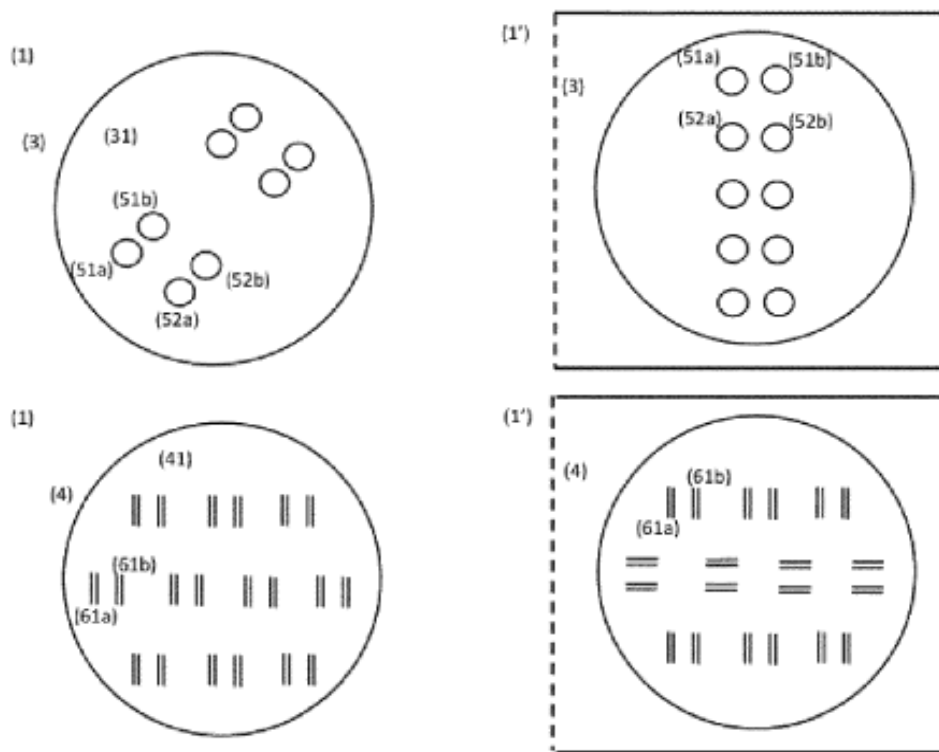 (1)
(3)
(31)
(51b)
(51a)
(52b)
(52a)
(1')
(3)
(51a)
(51b)
(52a)
(52b)
(1)
(4)
(41)
(61b)
(61a)
(1')
(4)
(61b)
(61a)